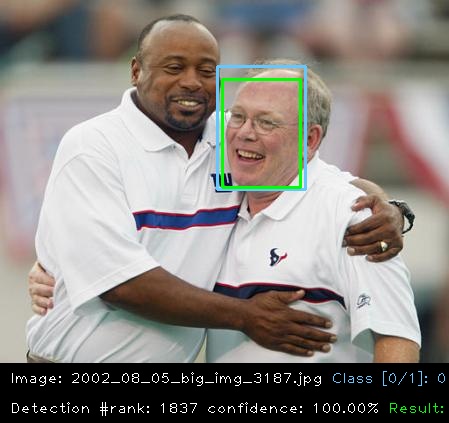 Image: 2002_08_05_big_img_3187.jpg Class [0/1]: 0
Detection #rank: 1837 confidence: 100.00% Result: